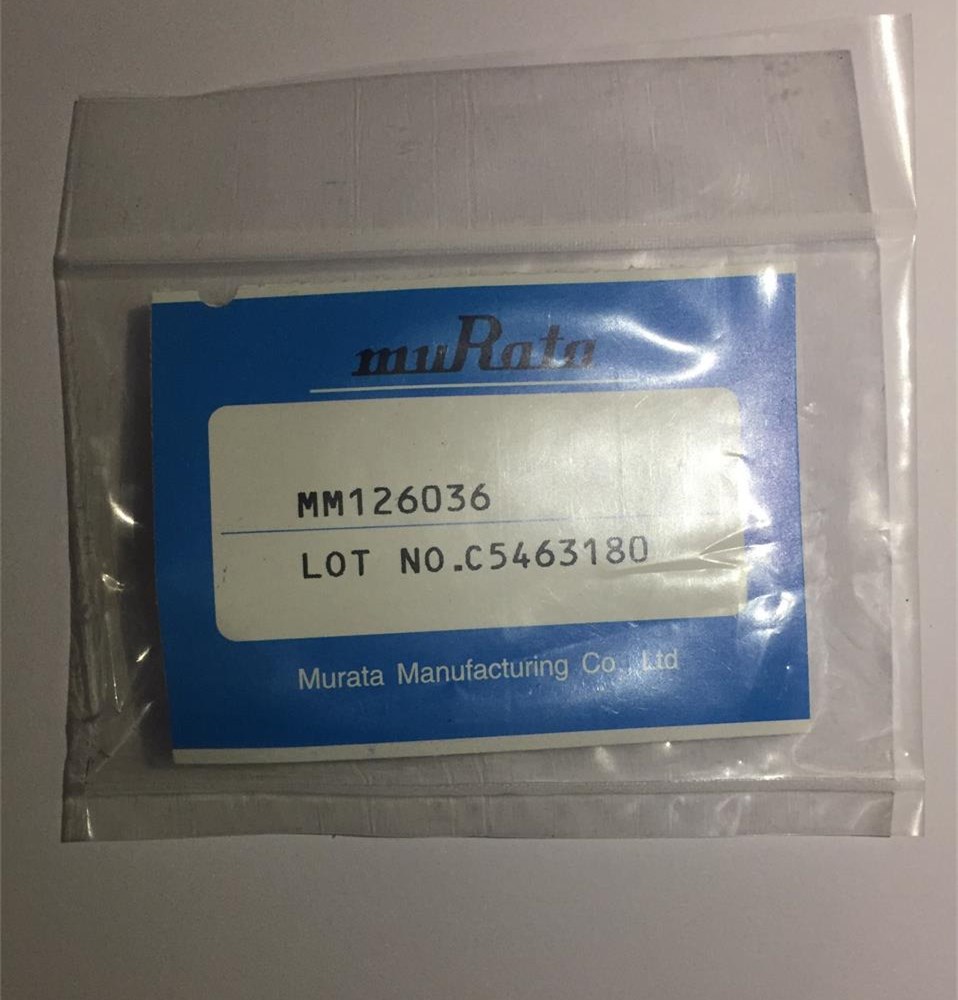 muRata
MM126036
LOT NO.C5463180
Murata Manufacturing Co., Ltd